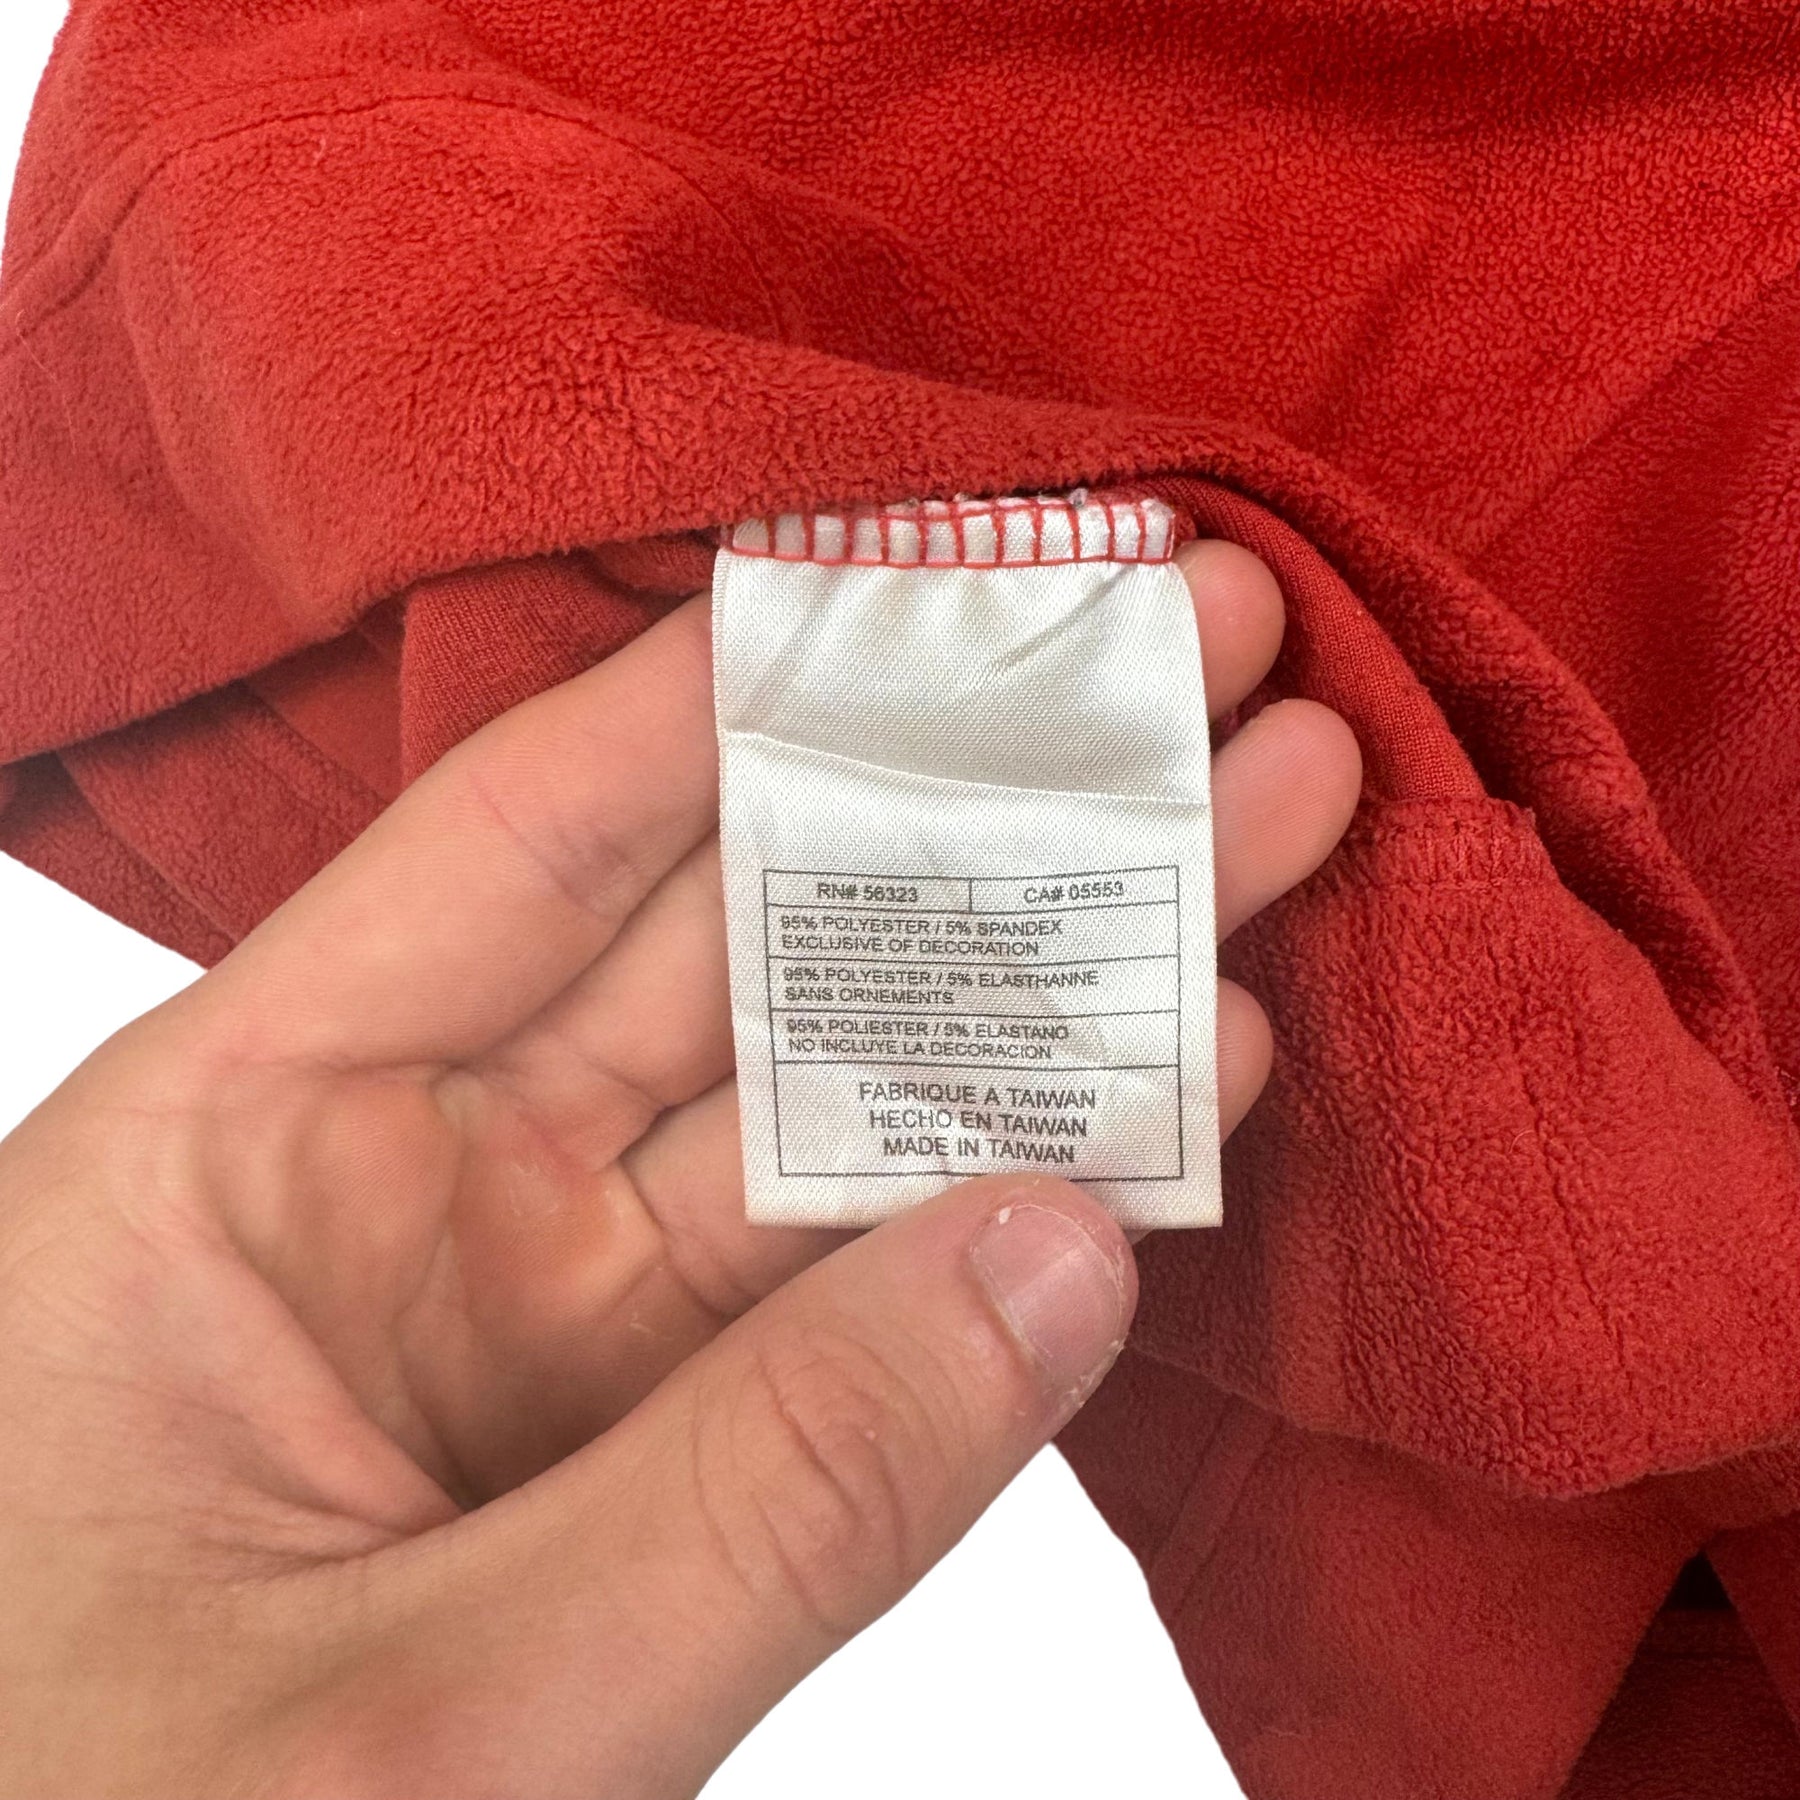 RN# 56323 CA# 05553
95% POLYESTER / 5% SPANDEX
EXCLUSIVE OF DECORATION
95% POLYESTER / 5% ELASTHANNE
SANS ORNEMENTS
95% POLIESTER / 5% ELASTANO
NO INCLUYE LA DECORACION
FABRIQUE A TAIWAN
HECHO EN TAIWAN
MADE IN TAIWAN